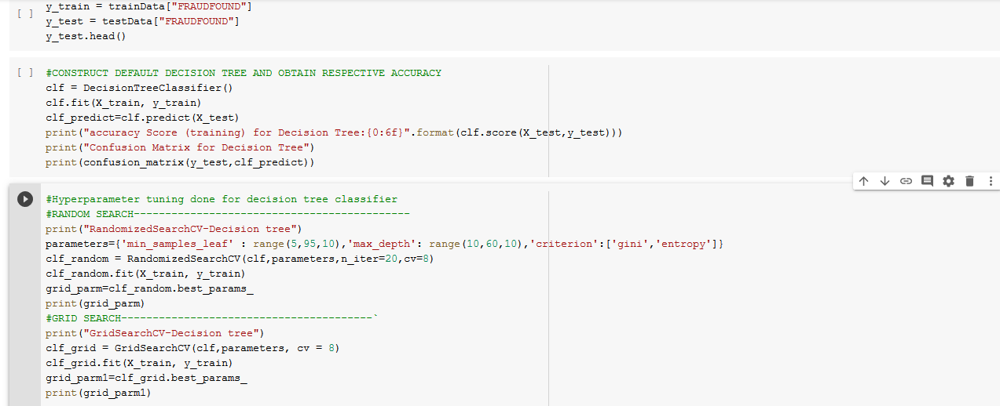 y_train = trainData["FRAUDFOUND"]
[ ] y_test = testData["FRAUDFOUND"]
y_test.head()
[ ] #CONSTRUCT DEFAULT DECISION TREE AND OBTAIN RESPECTIVE ACCURACY
clf = DecisionTreeClassifier()
clf.fit(X_train, y_train)
clf_predict=clf.predict(X_test)
print("accuracy Score (training) for Decision Tree:{0:6f}".format(clf.score(X_test,y_test)))
print("Confusion Matrix for Decision Tree")
print(confusion_matrix(y_test,clf_predict))
#Hyperparameter tuning done for decision tree classifier
#RANDOM SEARCH--------------------------------------------
print("RandomizedSearchCV-Decision tree")
parameters={'min_samples_leaf' : range(5,95,10),'max_depth': range(10,60,10),'criterion':['gini','entropy']}
clf_random = RandomizedSearchCV(clf,parameters,n_iter=20,cv=8)
clf_random.fit(X_train, y_train)
grid_parm=clf_random.best_params_
print(grid_parm)
#GRID SEARCH----------------------------------------`
print("GridSearchCV-Decision tree")
clf_grid = GridSearchCV(clf,parameters, cv = 8)
clf_grid.fit(X_train, y_train)
grid_parm1=clf_grid.best_params_
print(grid_parm1)